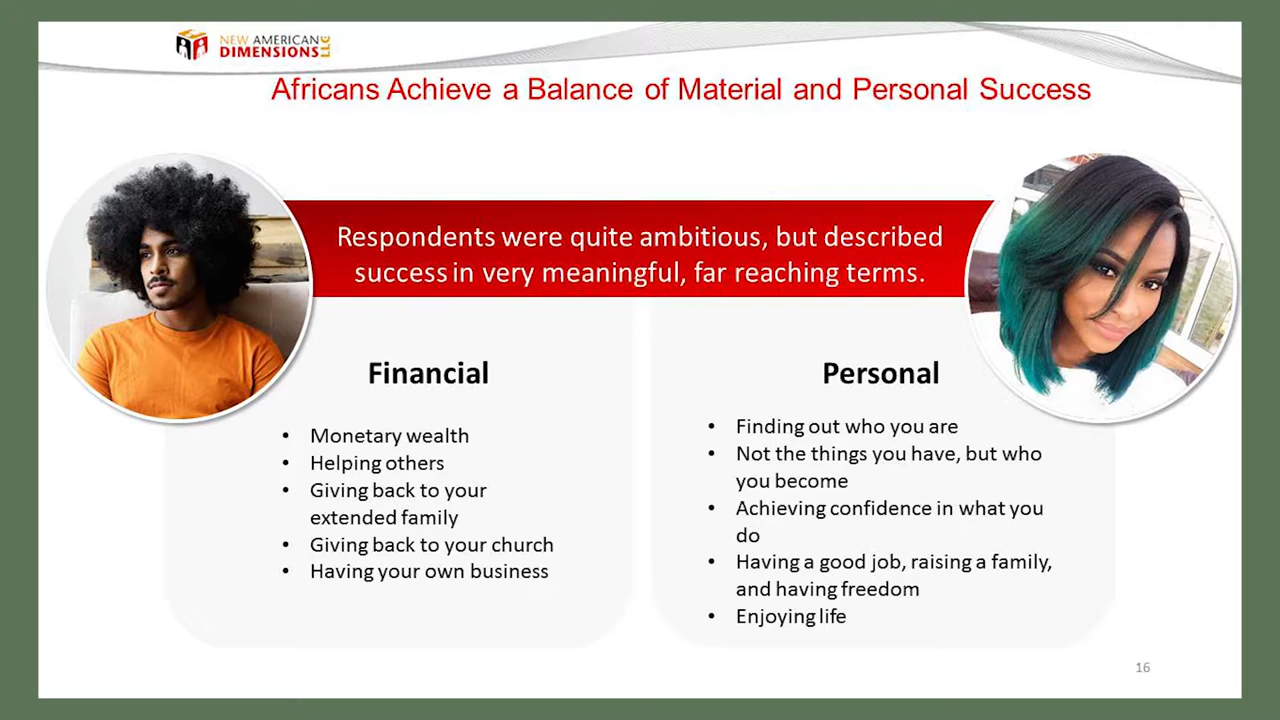 NEW AMERICAN
DIMENSIONS LLC
Africans Achieve a Balance of Material and Personal Success
Respondents were quite ambitious, but described
success in very meaningful, far reaching terms.
Financial
• Monetary wealth
• Helping others
• Giving back to your
extended family
• Giving back to your church
• Having your own business
Personal
• Finding out who you are
• Not the things you have, but who
you become
• Achieving confidence in what you
do
• Having a good job, raising a family,
and having freedom
• Enjoying life
16